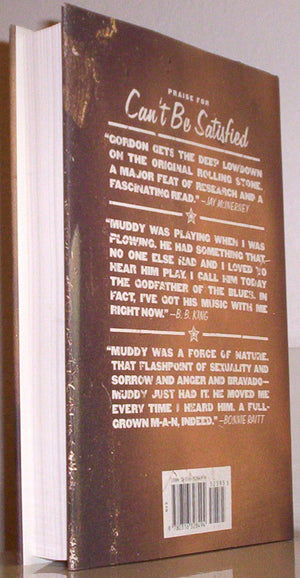 PRAISE FOR
Can't Be Satisfied
"GORDON GETS THE DEEP LOWDOWN
ON THE ORIGINAL ROLLING STONE.
A MAJOR FEAT OF RESEARCH AND A
FASCINATING READ." -JAY MCINERNEY
"MUDDY WAS PLAYING WHEN I WAS
PLOWING. HE HAD SOMETHING THAT
NO ONE ELSE HAD AND I LOVED TO
HEAR HIM PLAY. I CALL HIM TODAY
THE GODFATHER OF THE BLUES. IN
FACT, I'VE GOT HIS MUSIC WITH ME
RIGHT NOW." -B. B. KING
"MUDDY WAS A FORCE OF NATURE.
THAT FLASHPOINT OF SEXUALITY AND
SORROW AND ANGER AND BRAVADO—
MUDDY JUST HAD IT. HE MOVED ME
EVERY TIME I HEARD HIM. A FULL-
GROWN M-A-N, INDEED." -BONNIE RAITT